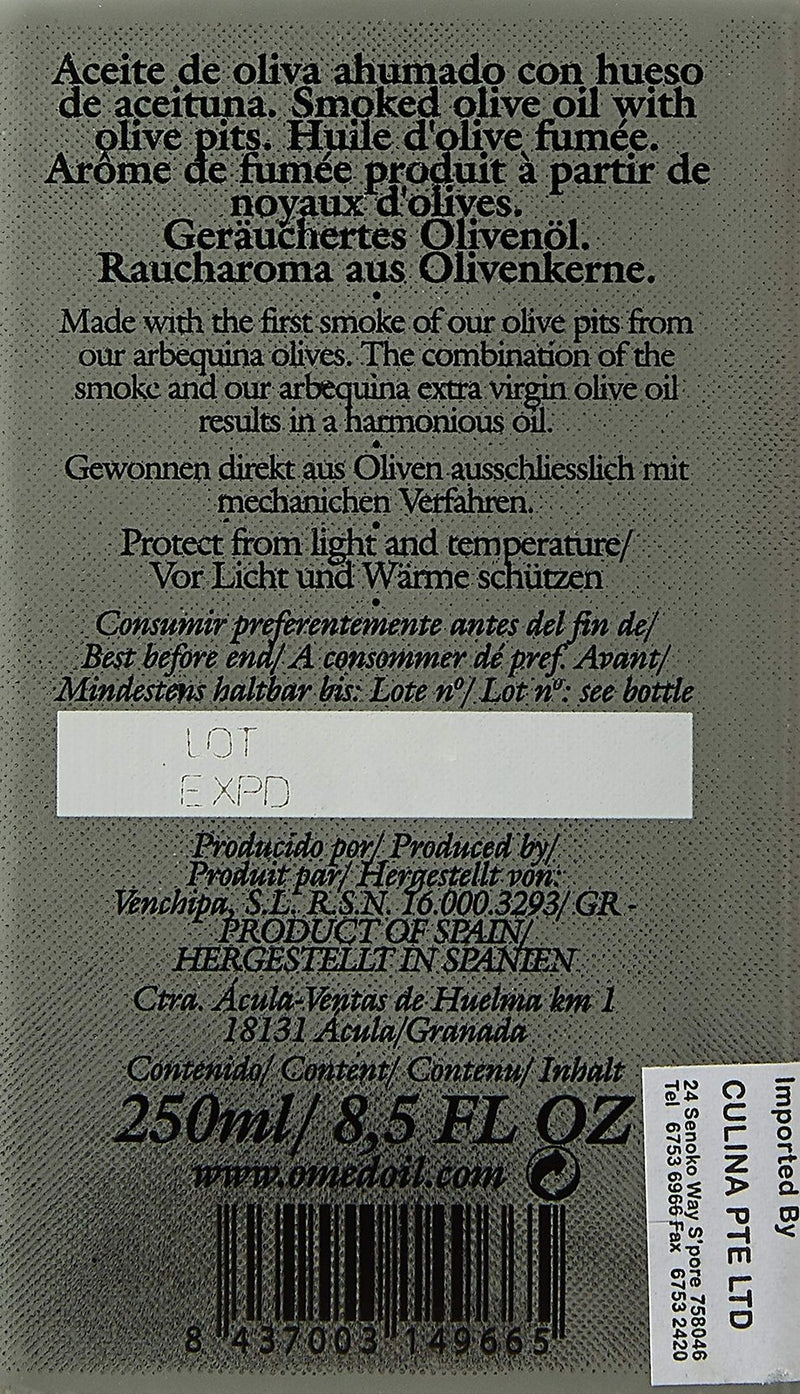 Aceite de oliva ahumado con hueso
de aceituna. Smoked olive oil with
olive pits. Huile d'olive fumée.
Arôme de fumée produit à partir de
noyaux d'olives.
Geräuchertes Olivenöl.
Raucharoma aus Olivenkerne.
Made with the first smoke of our olive pits from
our arbequina olives. The combination of the
smoke and our arbequina extra virgin olive oil
results in a harmonious oil.
Gewonnen direkt aus Oliven ausschliesslich mit
mechanichen Verfahren.
Protect from light and temperature/
Vor Licht und Wärme schützen
Consumir preferentemente antes del fin de/
Best before end/ A consommer dé pref. Avant/
Mindestens haltbar bis: Lote nº/ Lot nº: see bottle
LOT
EXPD
Producido por/ Produced by/
Produit par/ Hergestellt von:
Venchipa, S.L. R.S.N. 16.000.3293/ GR -
PRODUCT OF SPAIN/
HERGESTELLT IN SPANIEN
Ctra. Ácula-Ventas de Huelma km 1
18131 Ácula/Granada
Contenido/ Content/ Contenu/ Inhalt
250ml/ 8,5 FL OZ
www.omedoil.com
8 437003 149665
Imported By
CULINA PTE LTD
24 Senoko Way S'pore 758046
Tel 6753 6966 Fax 6753 2420